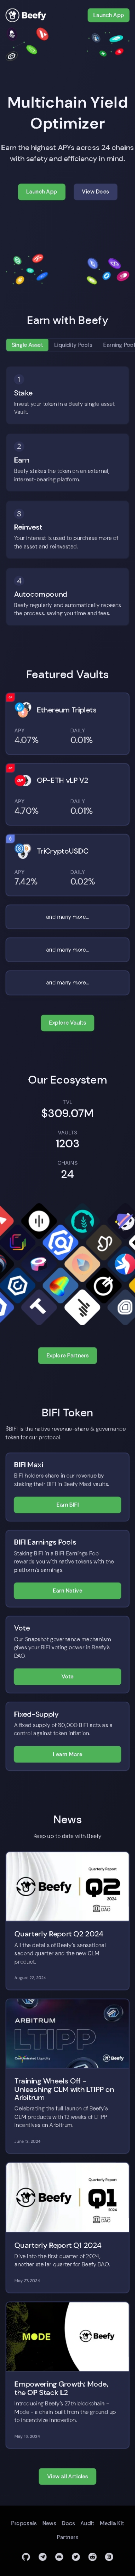 Beefy
Launch App
Multichain Yield
Optimizer
Earn the highest APYs across 24 chains
with safety and efficiency in mind.
Launch App
View Docs
Earn with Beefy
Single Asset
Liquidity Pools
Earning Pool
1
Stake
Invest your token in a Beefy single asset
Vault.
2
Earn
Beefy stakes the token on an external,
interest-bearing platform.
3
Reinvest
Your interest is used to purchase more of
the asset and reinvested.
4
Autocompound
Beefy regularly and automatically repeats
the process, saving you time and fees.
Featured Vaults
Ethereum Triplets
APY
DAILY
4.07%
0.01%
OP-ETH vLP V2
APY
DAILY
4.70%
0.01%
TriCryptoUSDC
APY
DAILY
7.42%
0.02%
and many more...
and many more...
and many more...
Explore Vaults
Our Ecosystem
TVL
$309.07M
VAULTS
1203
CHAINS
24
Explore Partners
BIFI Token
$BIFI is the native revenue-share & governance
token for our protocol.
BIFI Maxi
BIFI holders share in our revenue by
staking their BIFI in Beefy Maxi vaults.
Earn BIFI
BIFI Earnings Pools
Staking BIFI in a BIFI Earnings Pool
rewards you with native tokens with the
platform's earnings.
Earn Native
Vote
Our Snapshot governance mechanism
gives your BIFI voting power in Beefy's
DAO.
Vote
Fixed-Supply
A fixed supply of 80,000 BIFI acts as a
control against token inflation.
Learn More
News
Keep up to date with Beefy
Quarterly Report
Beefy
Q2
2024
DAO
Quarterly Report Q2 2024
All the details of Beefy's sensational
second quarter and the new CLM
product.
August 22, 2024
ARBITRUM
LTIPP
Concentrated Liquidity
Beefy
Training Wheels Off -
Unleashing CLM with LTIPP on
Arbitrum
Celebrating the full launch of Beefy's
CLM products with 12 weeks of LTIPP
incentives on Arbitrum.
Quarterly Report
Beefy
Q1
2024
DAO
Quarterly Report Q1 2024
Dive into the first quarter of 2024,
another stellar quarter for Beefy DAO.
MODE
Beefy
Empowering Growth: Mode,
the OP Stack L2
Introducing Beefy's 27th blockchain -
Mode - a chain built from the ground up
to incentivise innovation.
View all Articles
Proposals
News
Docs
Audit
Media Kit
Partners